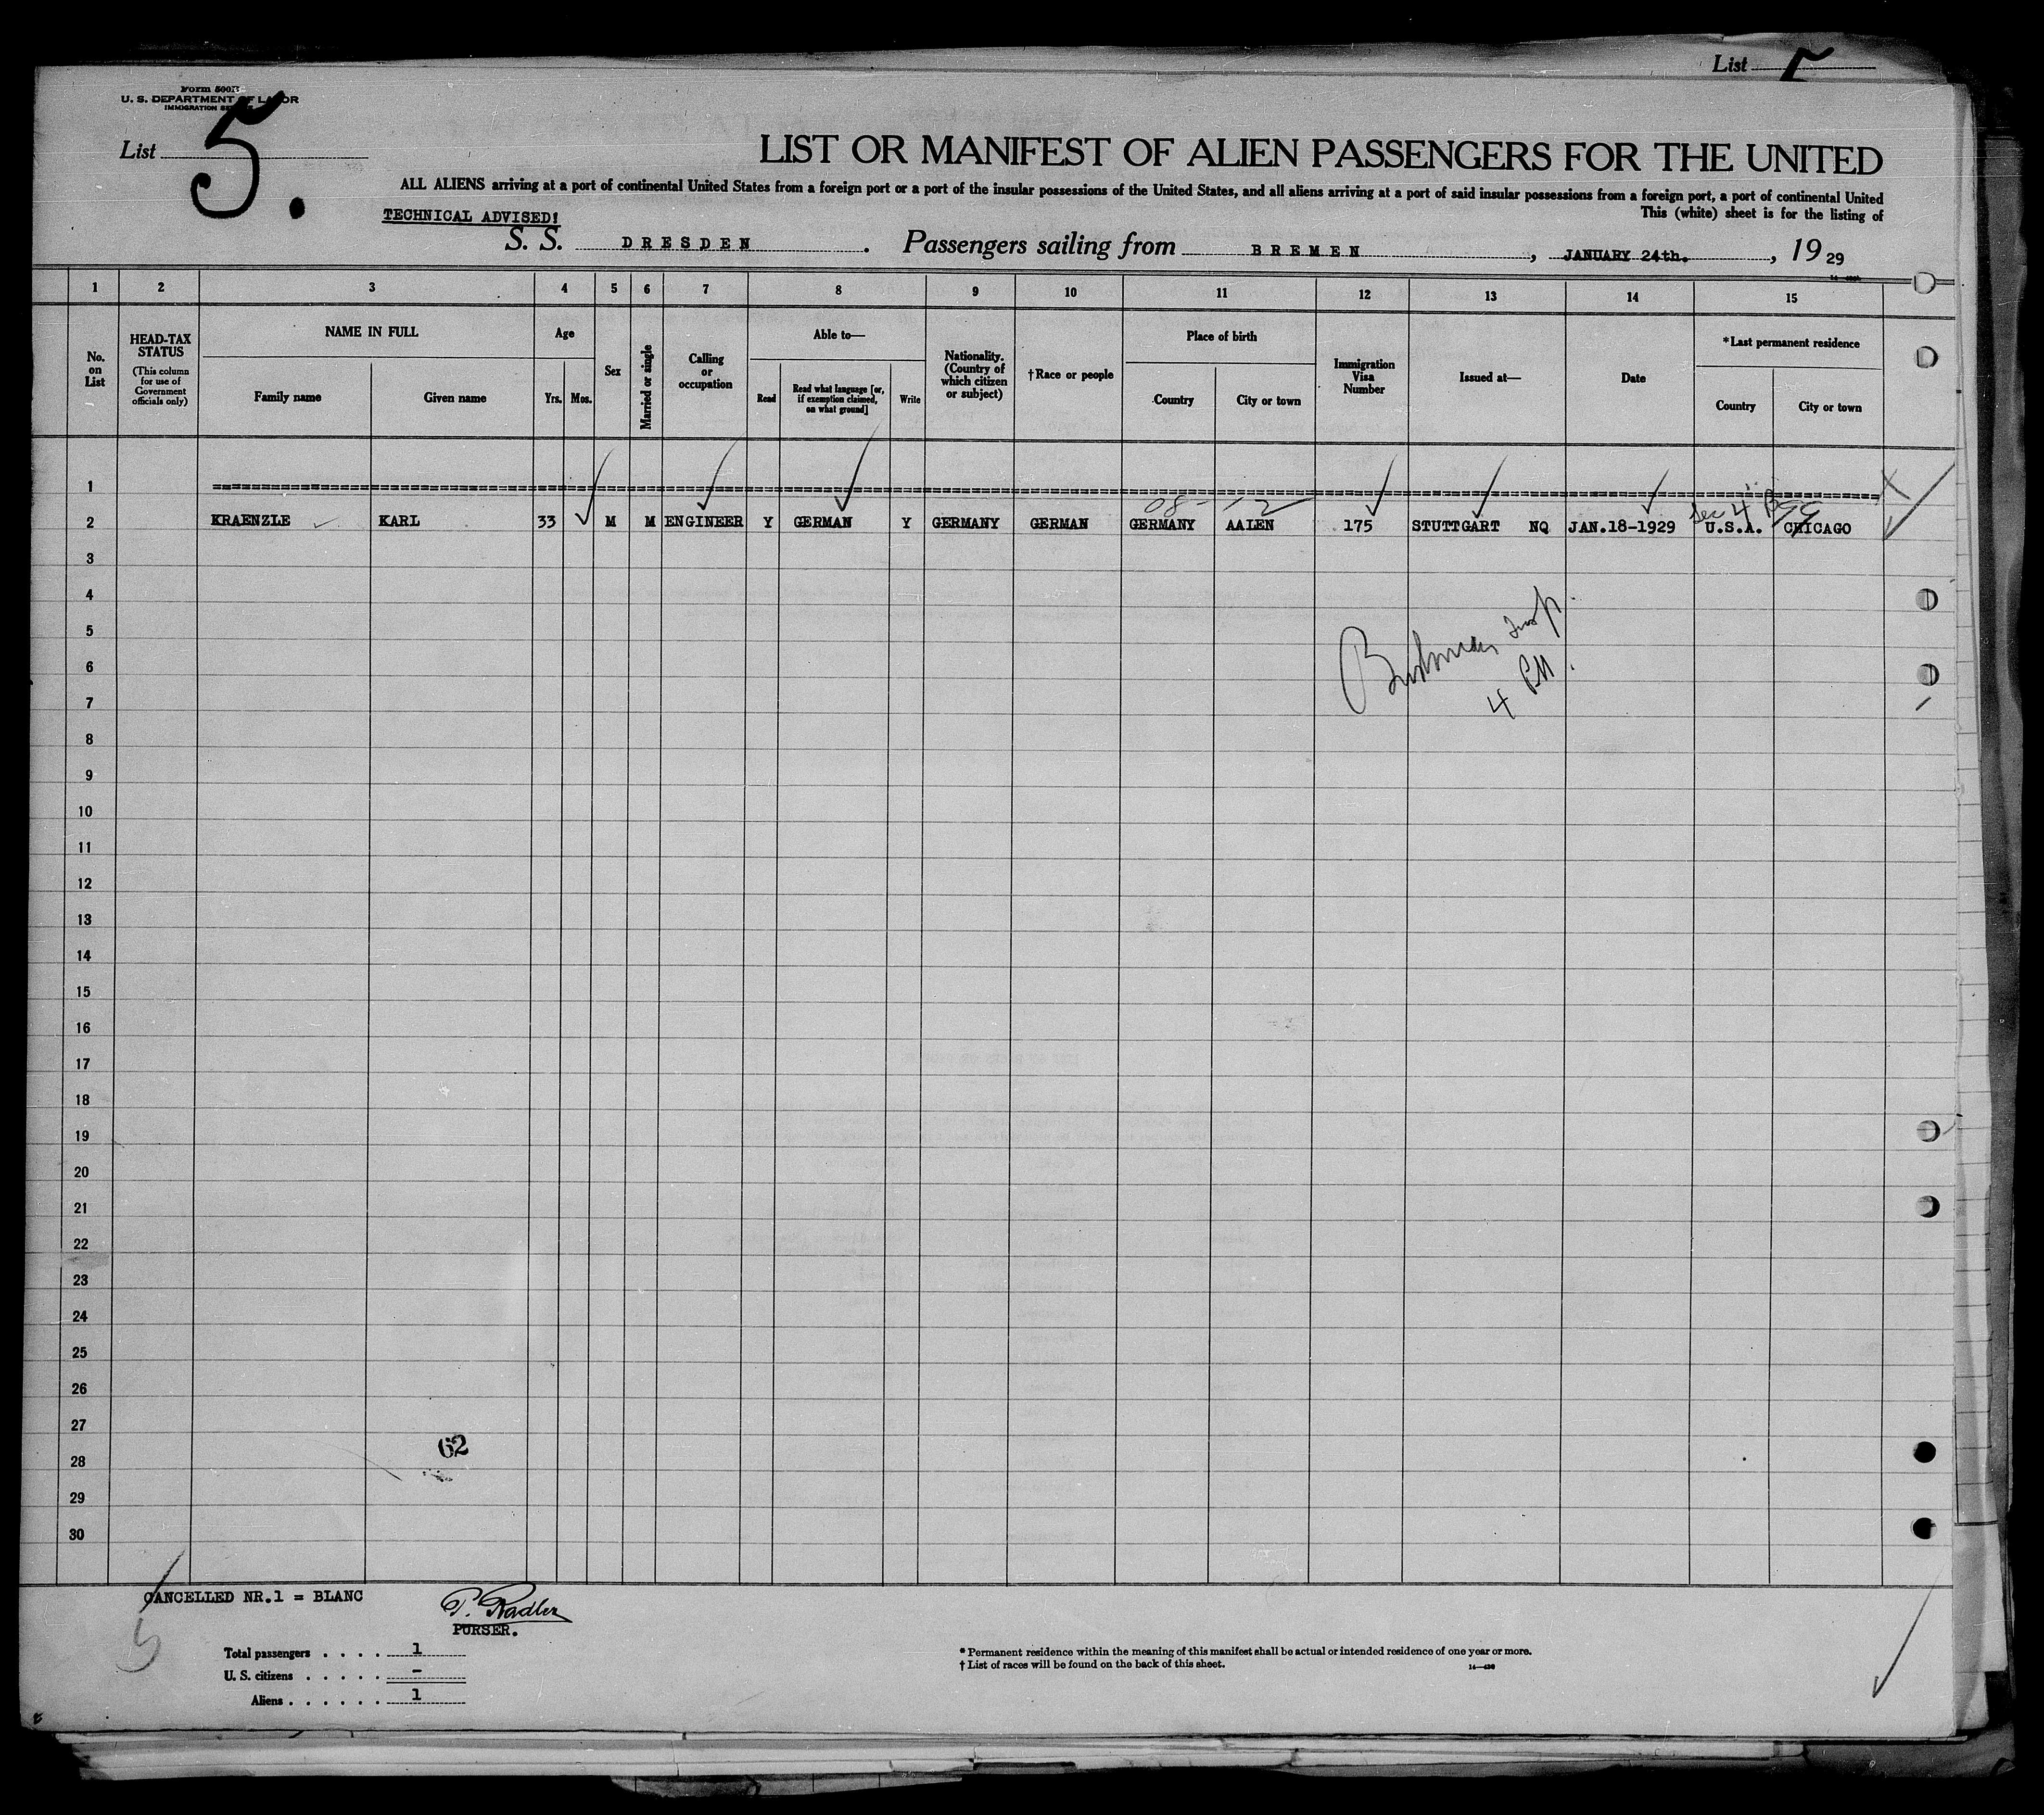 List 5
Form 500B
U. S. DEPARTMENT OF LABOR
IMMIGRATION SERVICE
List 5.
LIST OR MANIFEST OF ALIEN PASSENGERS FOR THE UNITED
ALL ALIENS arriving at a port of continental United States from a foreign port or a port of the insular possessions of the United States, and all aliens arriving at a port of said insular possessions from a foreign port, a port of continental United
This (white) sheet is for the listing of
TECHNICAL ADVISED!
S. S. DRESDEN. Passengers sailing from BREMEN, JANUARY 24th., 1929
1 2 3 4 5 6 7 8 9 10 11 12 13 14 15
No. on List
HEAD-TAX STATUS
(This column for use of Government officials only)
NAME IN FULL
Family name
Given name
Age
Yrs. Mos.
Sex
Married or single
Calling or occupation
Able to—
Read
Read what language [or, if exemption claimed, on what ground]
Write
Nationality. (Country of which citizen or subject)
†Race or people
Place of birth
Country
City or town
Immigration Visa Number
Issued at—
Date
*Last permanent residence
Country
City or town
1
08-12 Sec 4
2 KRAENZLE KARL 33 M M ENGINEER Y GERMAN Y GERMANY GERMAN GERMANY AALEN 175 STUTTGART NQ JAN.18-1929 U.S.A. CHICAGO
3
4
5
Insp.
6
7
4 PM.
8
9
10
11
12
13
14
15
16
17
18
19
20
21
22
23
24
25
26
27
62
28
29
30
CANCELLED NR.1 = BLANC
P. Radler
PURSER.
5
Total passengers . . . . 1
U. S. citizens . . . . . –
Aliens . . . . . . 1
* Permanent residence within the meaning of this manifest shall be actual or intended residence of one year or more.
† List of races will be found on the back of this sheet.